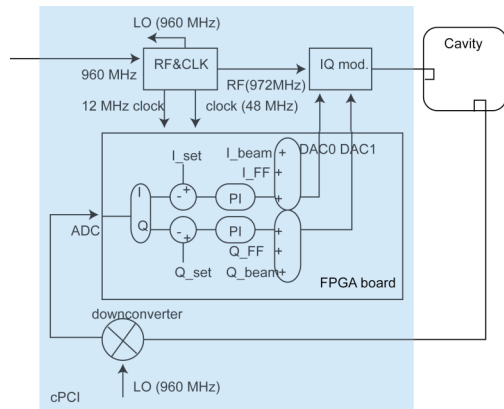 LO (960 MHz)
Cavity
RF&CLK
IQ mod.
960 MHz
RF(972MHz)
12 MHz clock
clock (48 MHz)
I_beam
DAC0 DAC1
I_set
+
I_FF
+
I
-
+
PI
+
Q
-
+
PI
+
ADC
Q_FF
+
Q_set
Q_beam
+
FPGA board
downconverter
LO (960 MHz)
cPCI